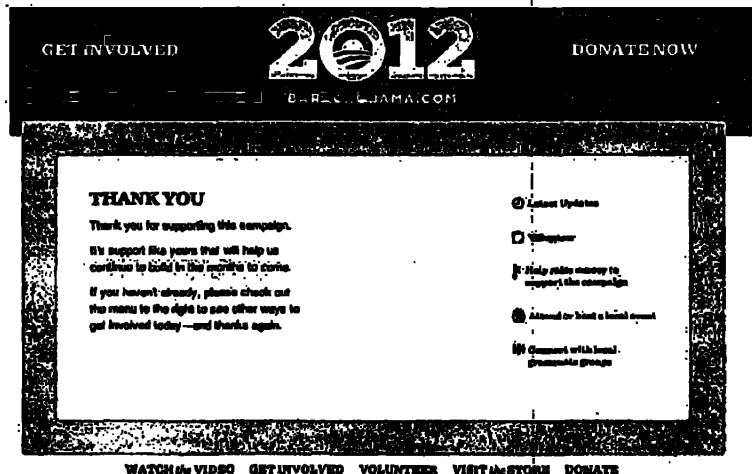 GET INVOLVED
2012
DONATE NOW
BARACKOBAMA.COM
THANK YOU
Thank you for supporting this campaign.
It's support like yours that will help us
continue to build in the months to come.
If you haven't already, please check out
the menu to the right to see other ways to
get involved today—and thanks again.
Latest Updates
Volunteer
Help raise money to
support the campaign
Attend or host a local event
Connect with local
grassroots groups
WATCH the VIDEO GET INVOLVED VOLUNTEER VISIT the STORE DONATE